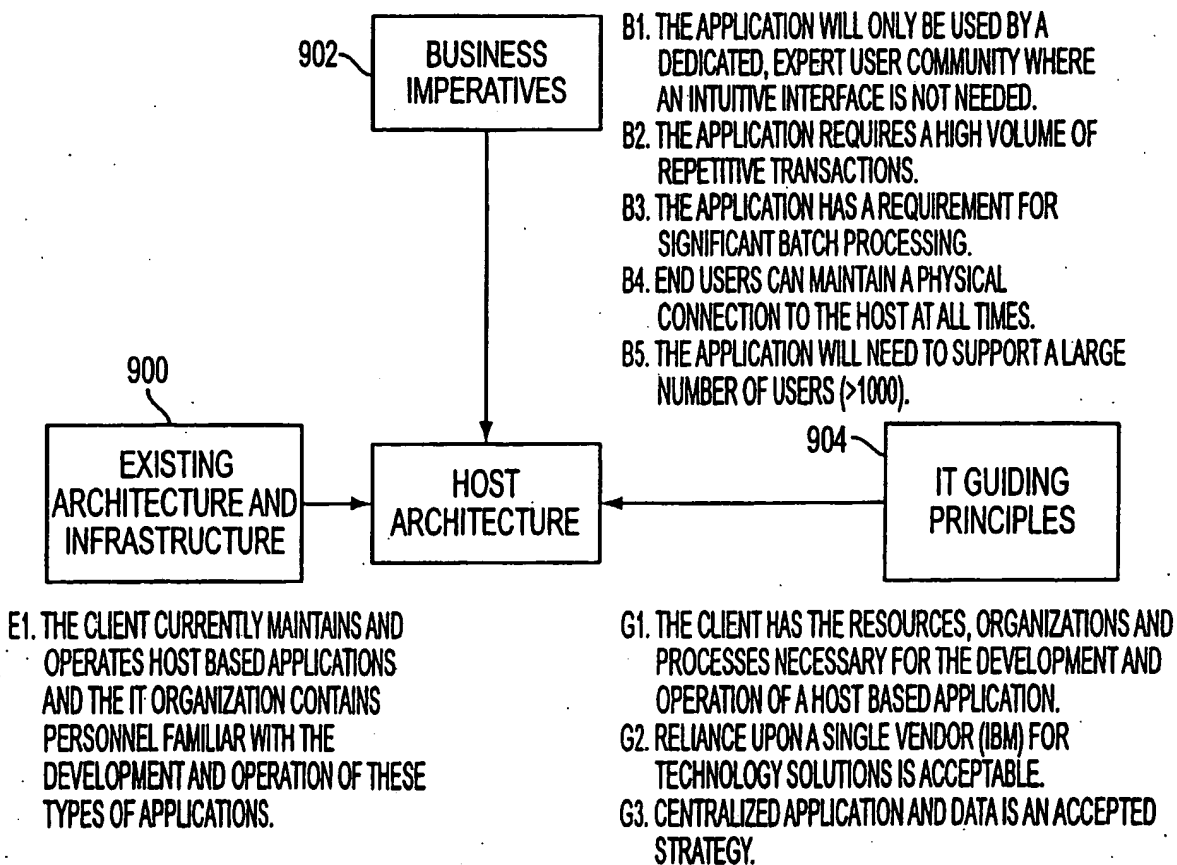 902
BUSINESS
IMPERATIVES
B1. THE APPLICATION WILL ONLY BE USED BY A
DEDICATED, EXPERT USER COMMUNITY WHERE
AN INTUITIVE INTERFACE IS NOT NEEDED.
B2. THE APPLICATION REQUIRES A HIGH VOLUME OF
REPETITIVE TRANSACTIONS.
B3. THE APPLICATION HAS A REQUIREMENT FOR
SIGNIFICANT BATCH PROCESSING.
B4. END USERS CAN MAINTAIN A PHYSICAL
CONNECTION TO THE HOST AT ALL TIMES.
B5. THE APPLICATION WILL NEED TO SUPPORT A LARGE
NUMBER OF USERS (>1000).
900
EXISTING
ARCHITECTURE AND
INFRASTRUCTURE
HOST
ARCHITECTURE
904
IT GUIDING
PRINCIPLES
E1. THE CLIENT CURRENTLY MAINTAINS AND
OPERATES HOST BASED APPLICATIONS
AND THE IT ORGANIZATION CONTAINS
PERSONNEL FAMILIAR WITH THE
DEVELOPMENT AND OPERATION OF THESE
TYPES OF APPLICATIONS.
G1. THE CLIENT HAS THE RESOURCES, ORGANIZATIONS AND
PROCESSES NECESSARY FOR THE DEVELOPMENT AND
OPERATION OF A HOST BASED APPLICATION.
G2. RELIANCE UPON A SINGLE VENDOR (IBM) FOR
TECHNOLOGY SOLUTIONS IS ACCEPTABLE.
G3. CENTRALIZED APPLICATION AND DATA IS AN ACCEPTED
STRATEGY.